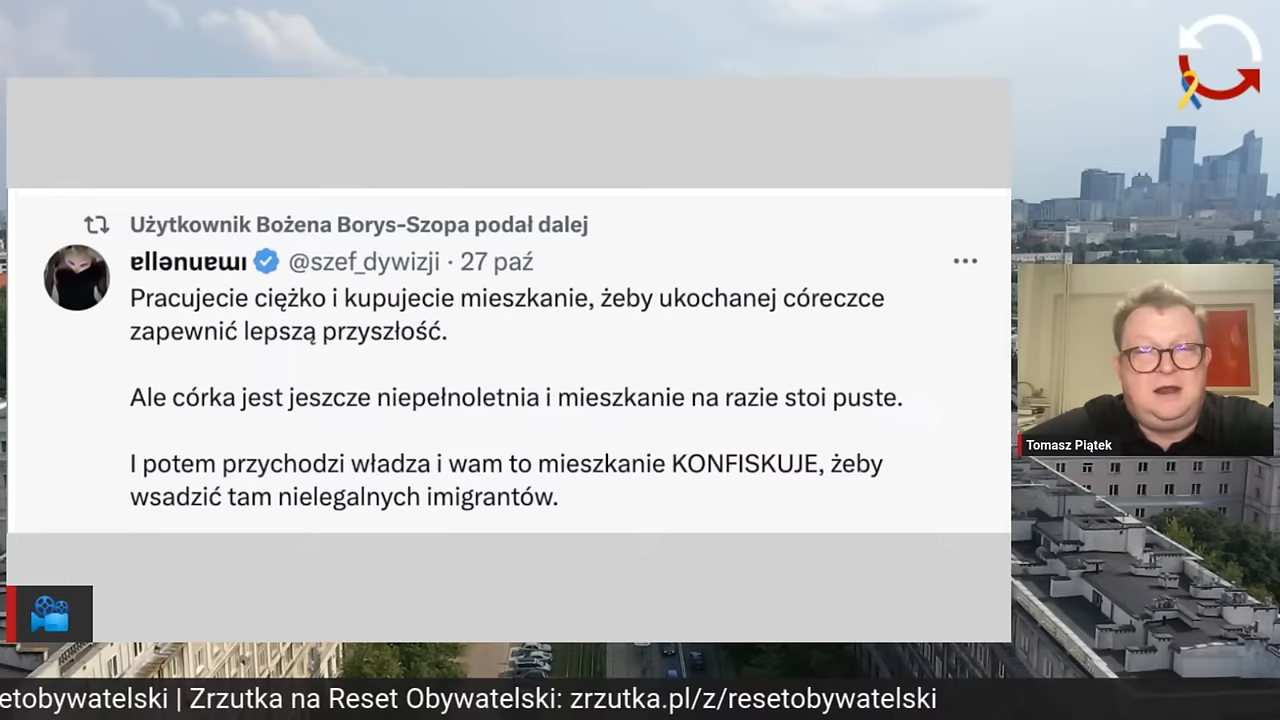 Użytkownik Bożena Borys-Szopa podał dalej
ɐllǝnuɐɯı @szef_dywizji · 27 paź
Pracujecie ciężko i kupujecie mieszkanie, żeby ukochanej córeczce
zapewnić lepszą przyszłość.
Ale córka jest jeszcze niepełnoletnia i mieszkanie na razie stoi puste.
I potem przychodzi władza i wam to mieszkanie KONFISKUJE, żeby
wsadzić tam nielegalnych imigrantów.
Tomasz Piątek
setobywatelski | Zrzutka na Reset Obywatelski: zrzutka.pl/z/resetobywatelski